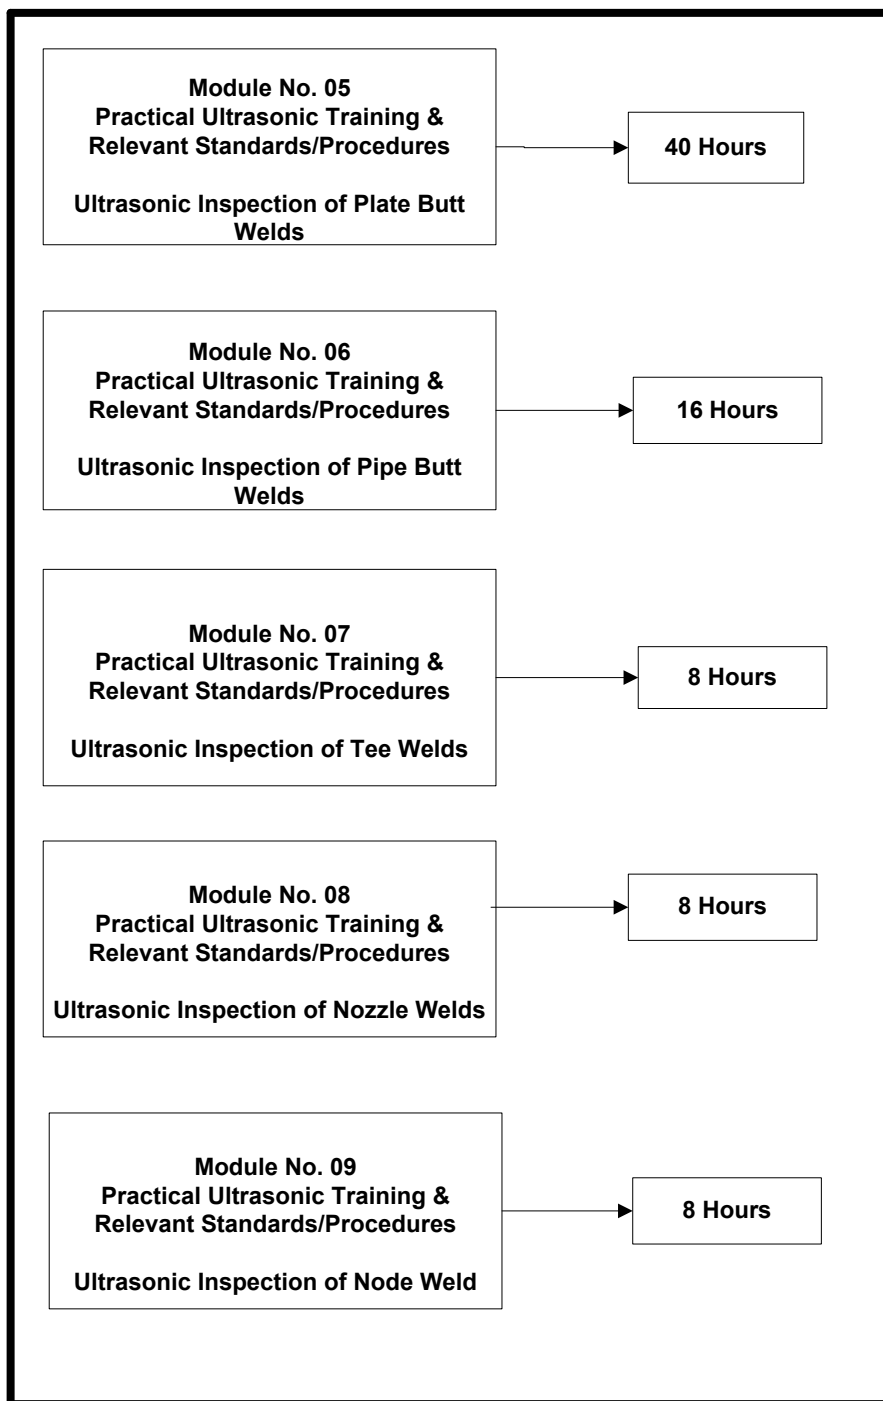 Module No. 05
Practical Ultrasonic Training &
Relevant Standards/Procedures
Ultrasonic Inspection of Plate Butt
Welds
40 Hours
Module No. 06
Practical Ultrasonic Training &
Relevant Standards/Procedures
Ultrasonic Inspection of Pipe Butt
Welds
16 Hours
Module No. 07
Practical Ultrasonic Training &
Relevant Standards/Procedures
Ultrasonic Inspection of Tee Welds
8 Hours
Module No. 08
Practical Ultrasonic Training &
Relevant Standards/Procedures
Ultrasonic Inspection of Nozzle Welds
8 Hours
Module No. 09
Practical Ultrasonic Training &
Relevant Standards/Procedures
Ultrasonic Inspection of Node Weld
8 Hours